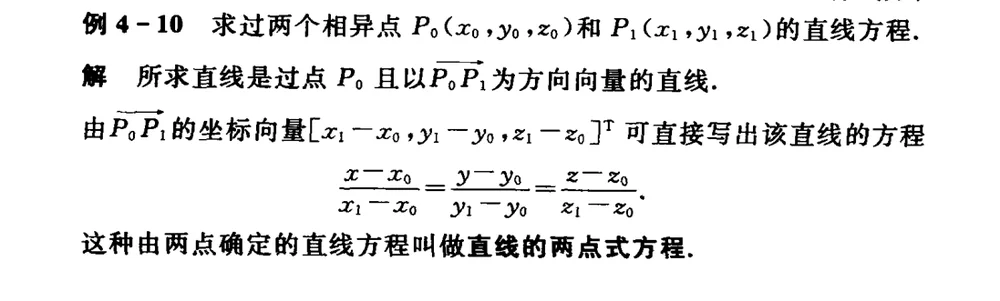 例 4-10 求过两个相异点 P₀(x₀,y₀,z₀)和 P₁(x₁,y₁,z₁)的直线方程.
解 所求直线是过点 P₀ 且以$\overrightarrow{P_0P_1}$为方向向量的直线.
由$\overrightarrow{P_0P_1}$的坐标向量[x₁-x₀,y₁-y₀,z₁-z₀]ᵀ 可直接写出该直线的方程
$\frac{x-x_0}{x_1-x_0}=\frac{y-y_0}{y_1-y_0}=\frac{z-z_0}{z_1-z_0}.$
这种由两点确定的直线方程叫做直线的两点式方程.